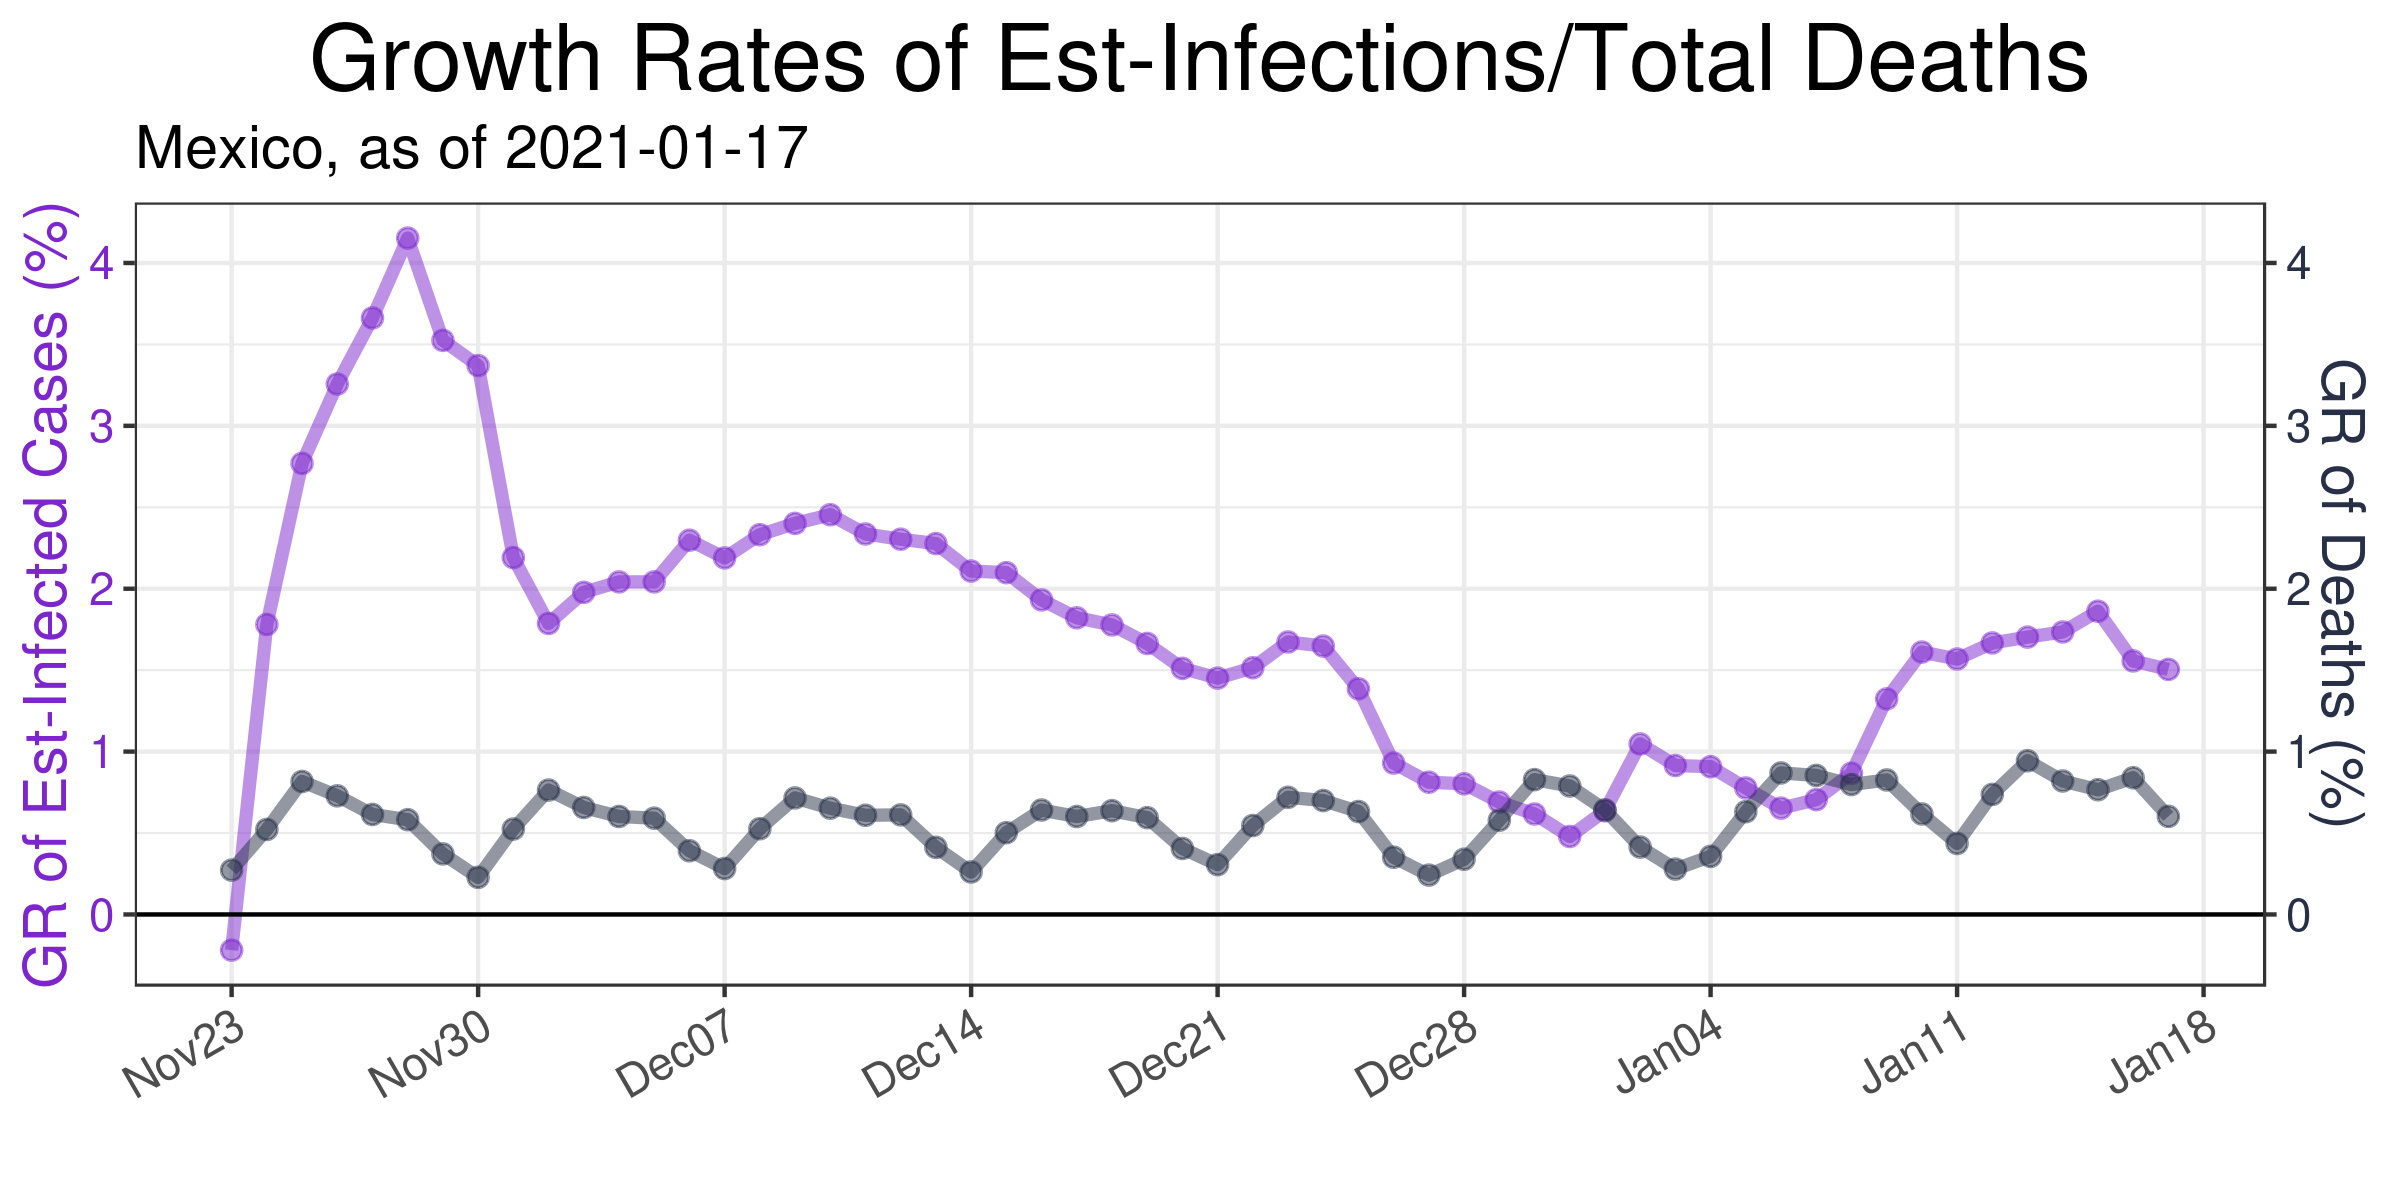 Growth Rates of Est-Infections/Total Deaths
Mexico, as of 2021-01-17
GR of Est-Infected Cases (%)
4
3
2
1
0
4
3
2
1
0
GR of Deaths (%)
Nov23
Nov30
Dec07
Dec14
Dec21
Dec28
Jan04
Jan11
Jan18